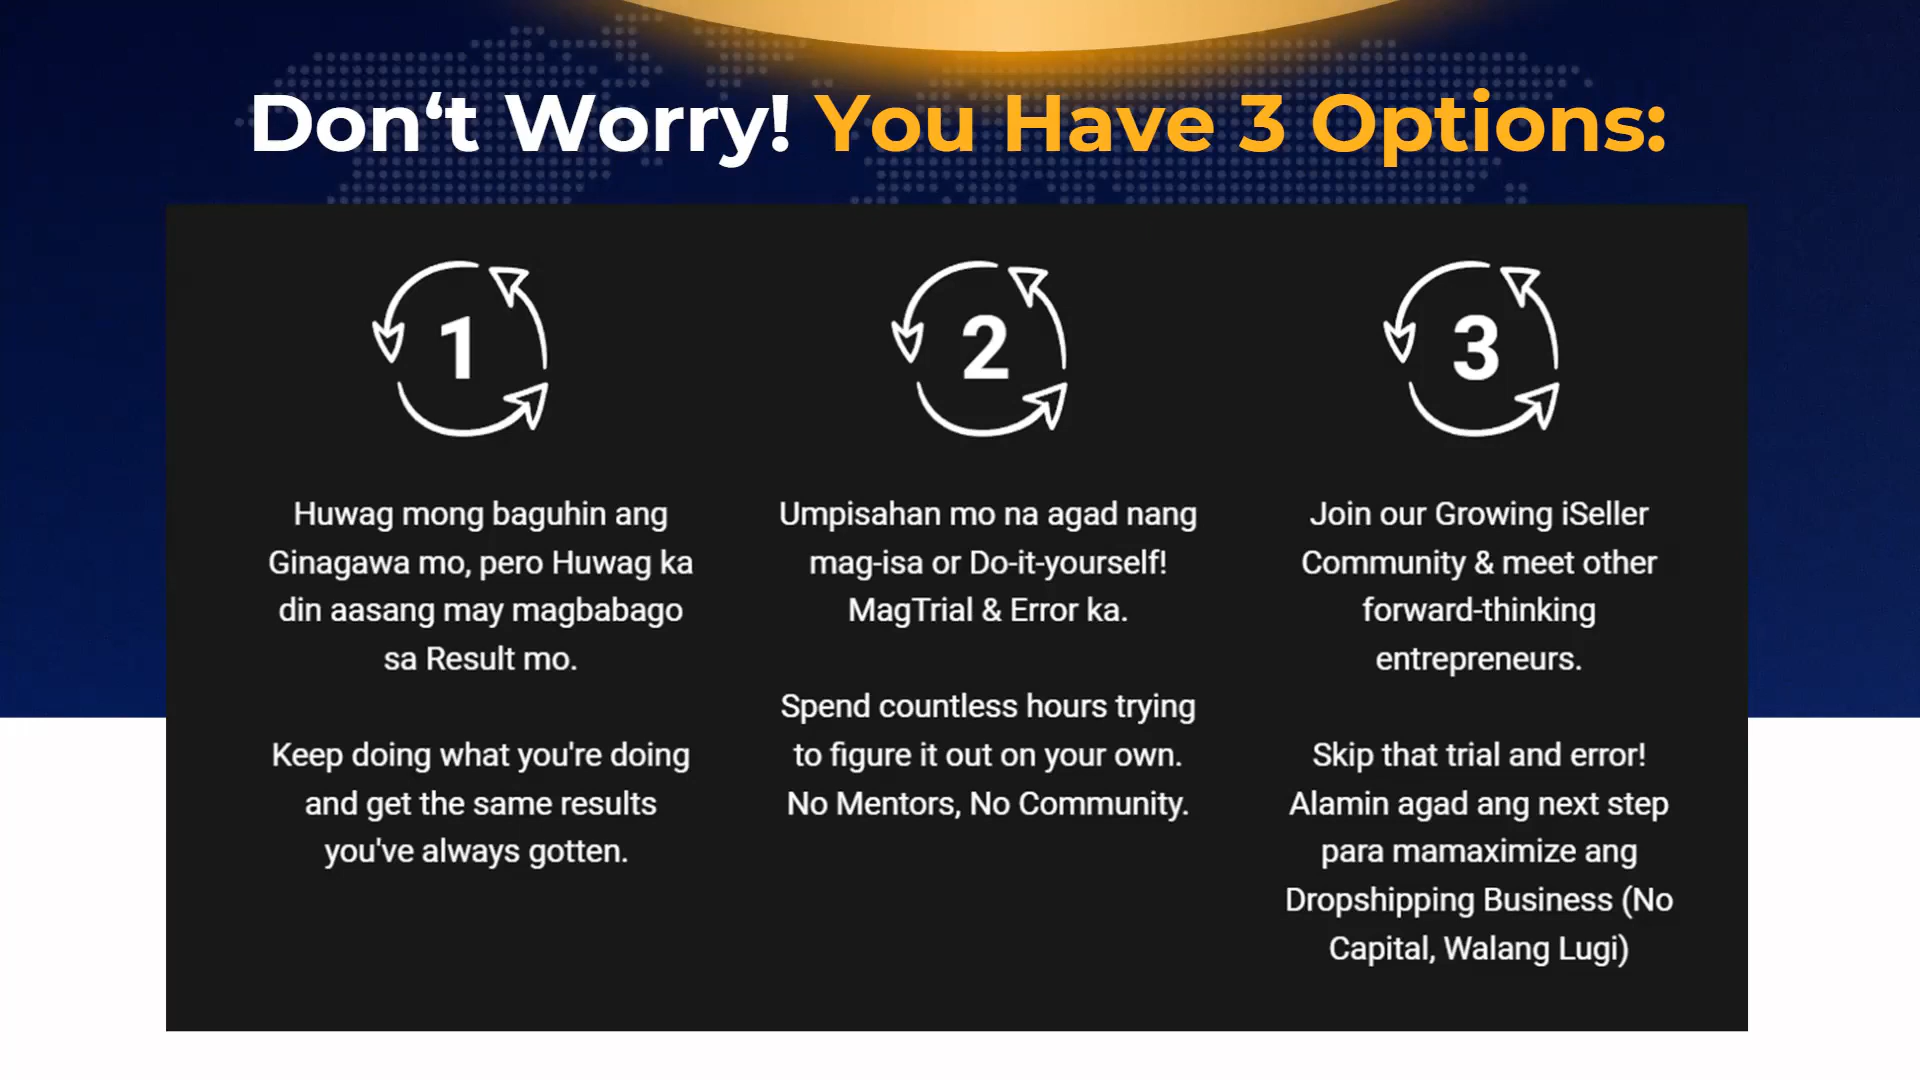 Don‘t Worry! You Have 3 Options:
1
Huwag mong baguhin ang
Ginagawa mo, pero Huwag ka
din aasang may magbabago
sa Result mo.
Keep doing what you're doing
and get the same results
you've always gotten.
2
Umpisahan mo na agad nang
mag-isa or Do-it-yourself!
MagTrial & Error ka.
Spend countless hours trying
to figure it out on your own.
No Mentors, No Community.
3
Join our Growing iSeller
Community & meet other
forward-thinking
entrepreneurs.
Skip that trial and error!
Alamin agad ang next step
para mamaximize ang
Dropshipping Business (No
Capital, Walang Lugi)